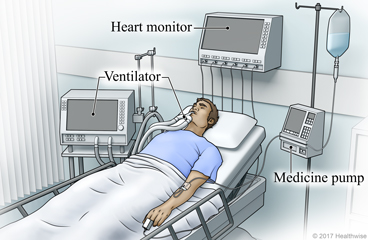 Heart monitor
Ventilator
Medicine pump
© 2017 Healthwise